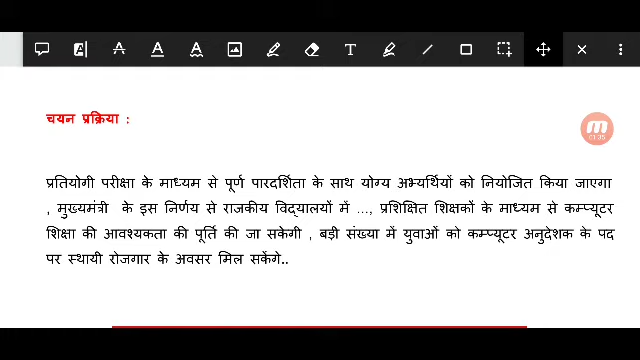 चयन प्रक्रिया :
प्रतियोगी परीक्षा के माध्यम से पूर्ण पारदर्शिता के साथ योग्य अभ्यर्थियों को नियोजित किया जाएगा
, मुख्यमंत्री के इस निर्णय से राजकीय विद्यालयों में ..., प्रशिक्षित शिक्षकों के माध्यम से कम्प्यूटर
शिक्षा की आवश्यकता की पूर्ति की जा सकेगी , बड़ी संख्या में युवाओं को कम्प्यूटर अनुदेशक के पद
पर स्थायी रोजगार के अवसर मिल सकेंगे..